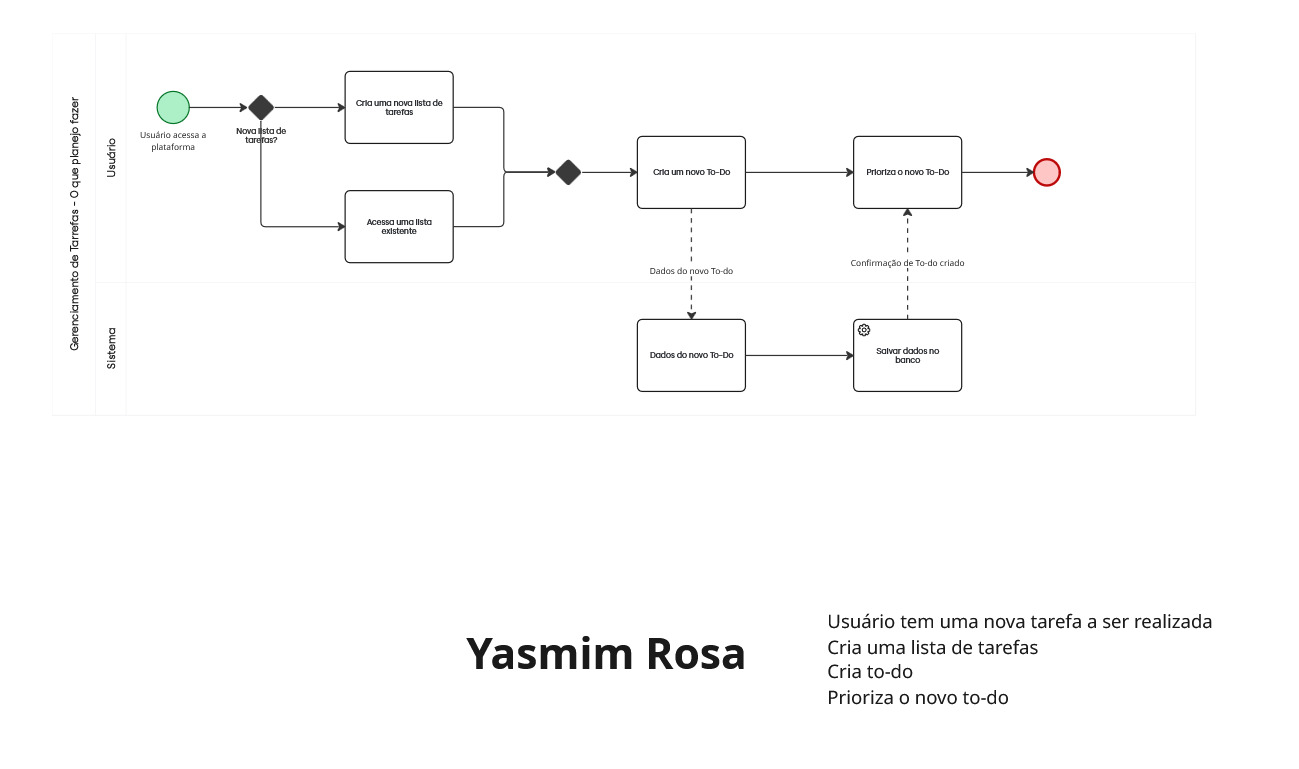 Gerenciamento de Tarrefas - O que planejo fazer
Usuário
Usuário acessa a
plataforma
Nova lista de
tarefas?
Cria uma nova lista de
tarefas
Acessa uma lista
existente
Cria um novo To-Do
Prioriza o novo To-Do
Dados do novo To-do
Confirmação de To-do criado
Sistema
Dados do novo To-Do
Salvar dados no
banco
Yasmim Rosa
Usuário tem uma nova tarefa a ser realizada
Cria uma lista de tarefas
Cria to-do
Prioriza o novo to-do